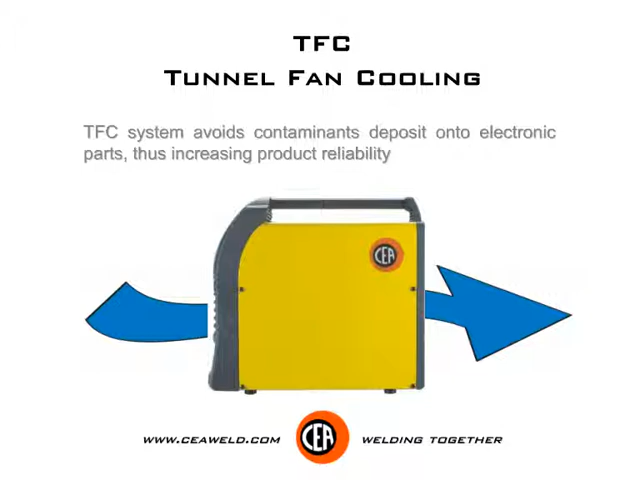 TFC
TUNNEL FAN COOLING
TFC system avoids contaminants deposit onto electronic
parts, thus increasing product reliability
CEA
WWW.CEAWELD.COM CEA WELDING TOGETHER